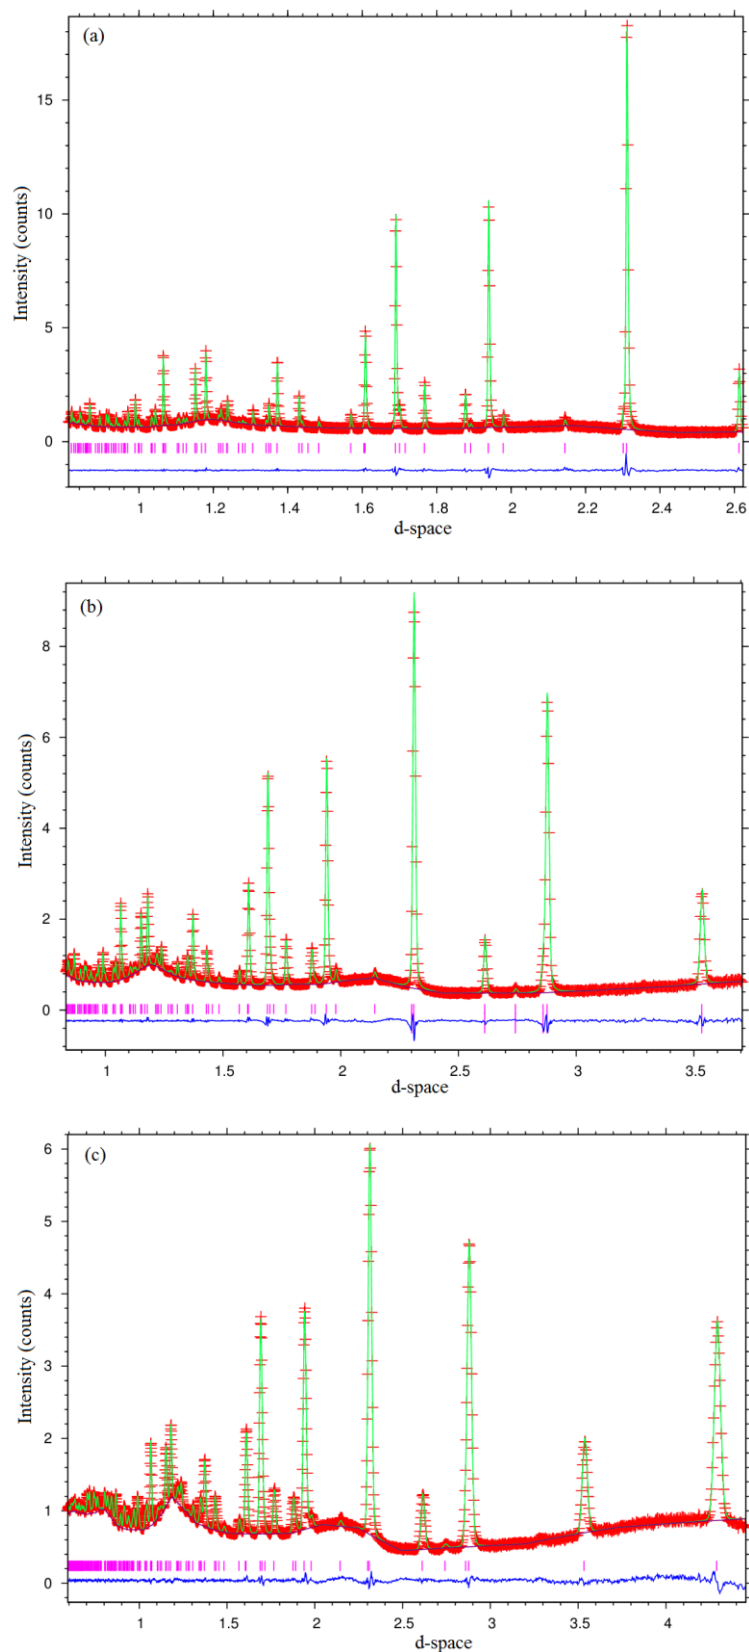 (a)
15
10
5
0
Intensity (counts)
1 1.2 1.4 1.6 1.8 2 2.2 2.4 2.6
d-space
(b)
8
6
4
2
0
Intensity (counts)
1 1.5 2 2.5 3 3.5
d-space
(c)
6
5
4
3
2
1
0
Intensity (counts)
1 1.5 2 2.5 3 3.5 4
d-space